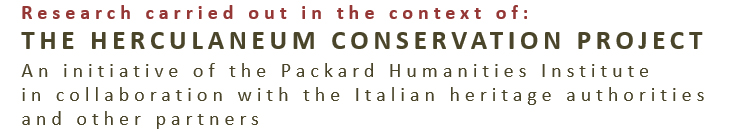 Research carried out in the context of:
THE HERCULANEUM CONSERVATION PROJECT
An initiative of the Packard Humanities Institute
in collaboration with the Italian heritage authorities
and other partners